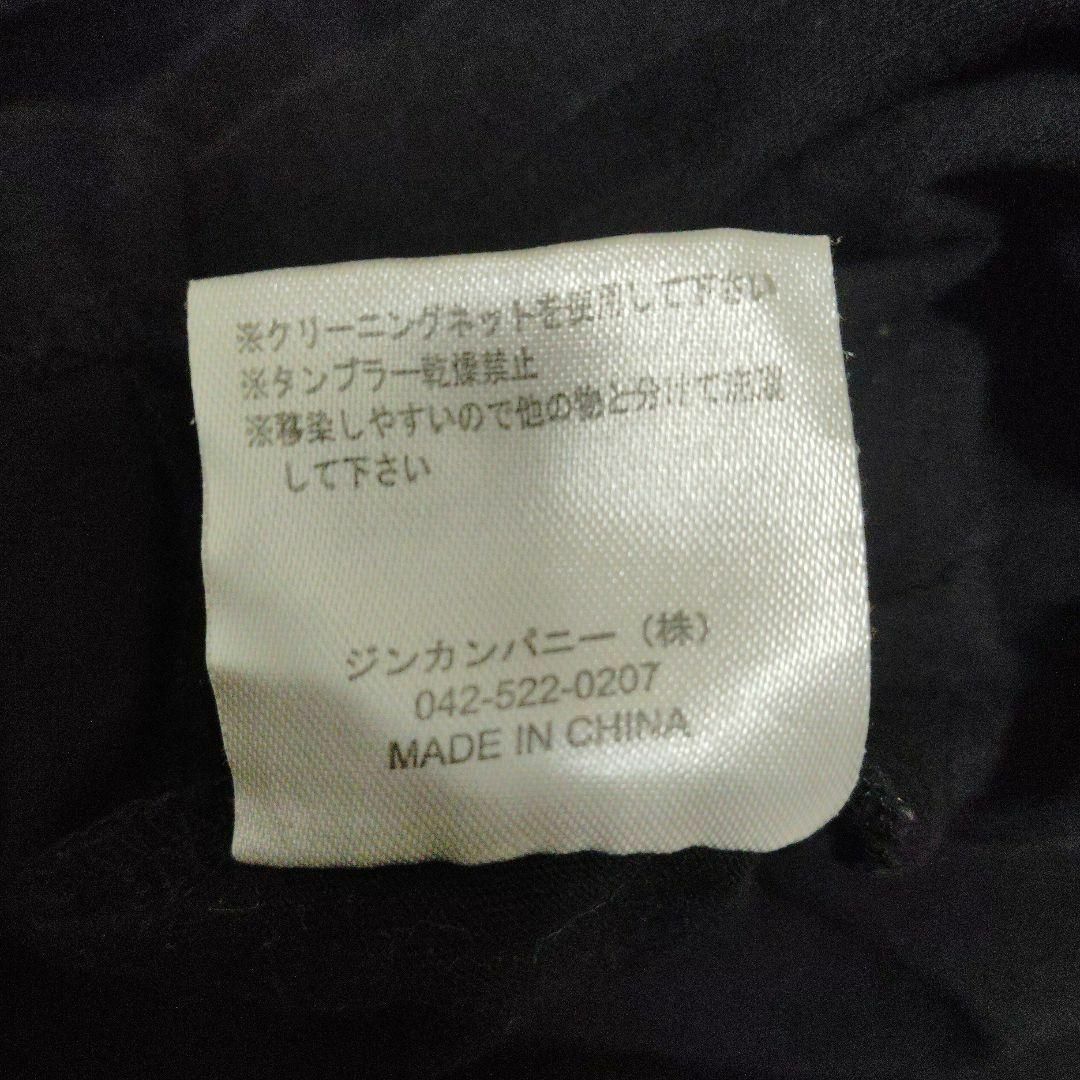 ※クリーニングネットを使用して下さい
※タンブラー乾燥禁止
※移染しやすいので他の物と分けて洗濯
して下さい
ジンカンパニー（株）
042-522-0207
MADE IN CHINA